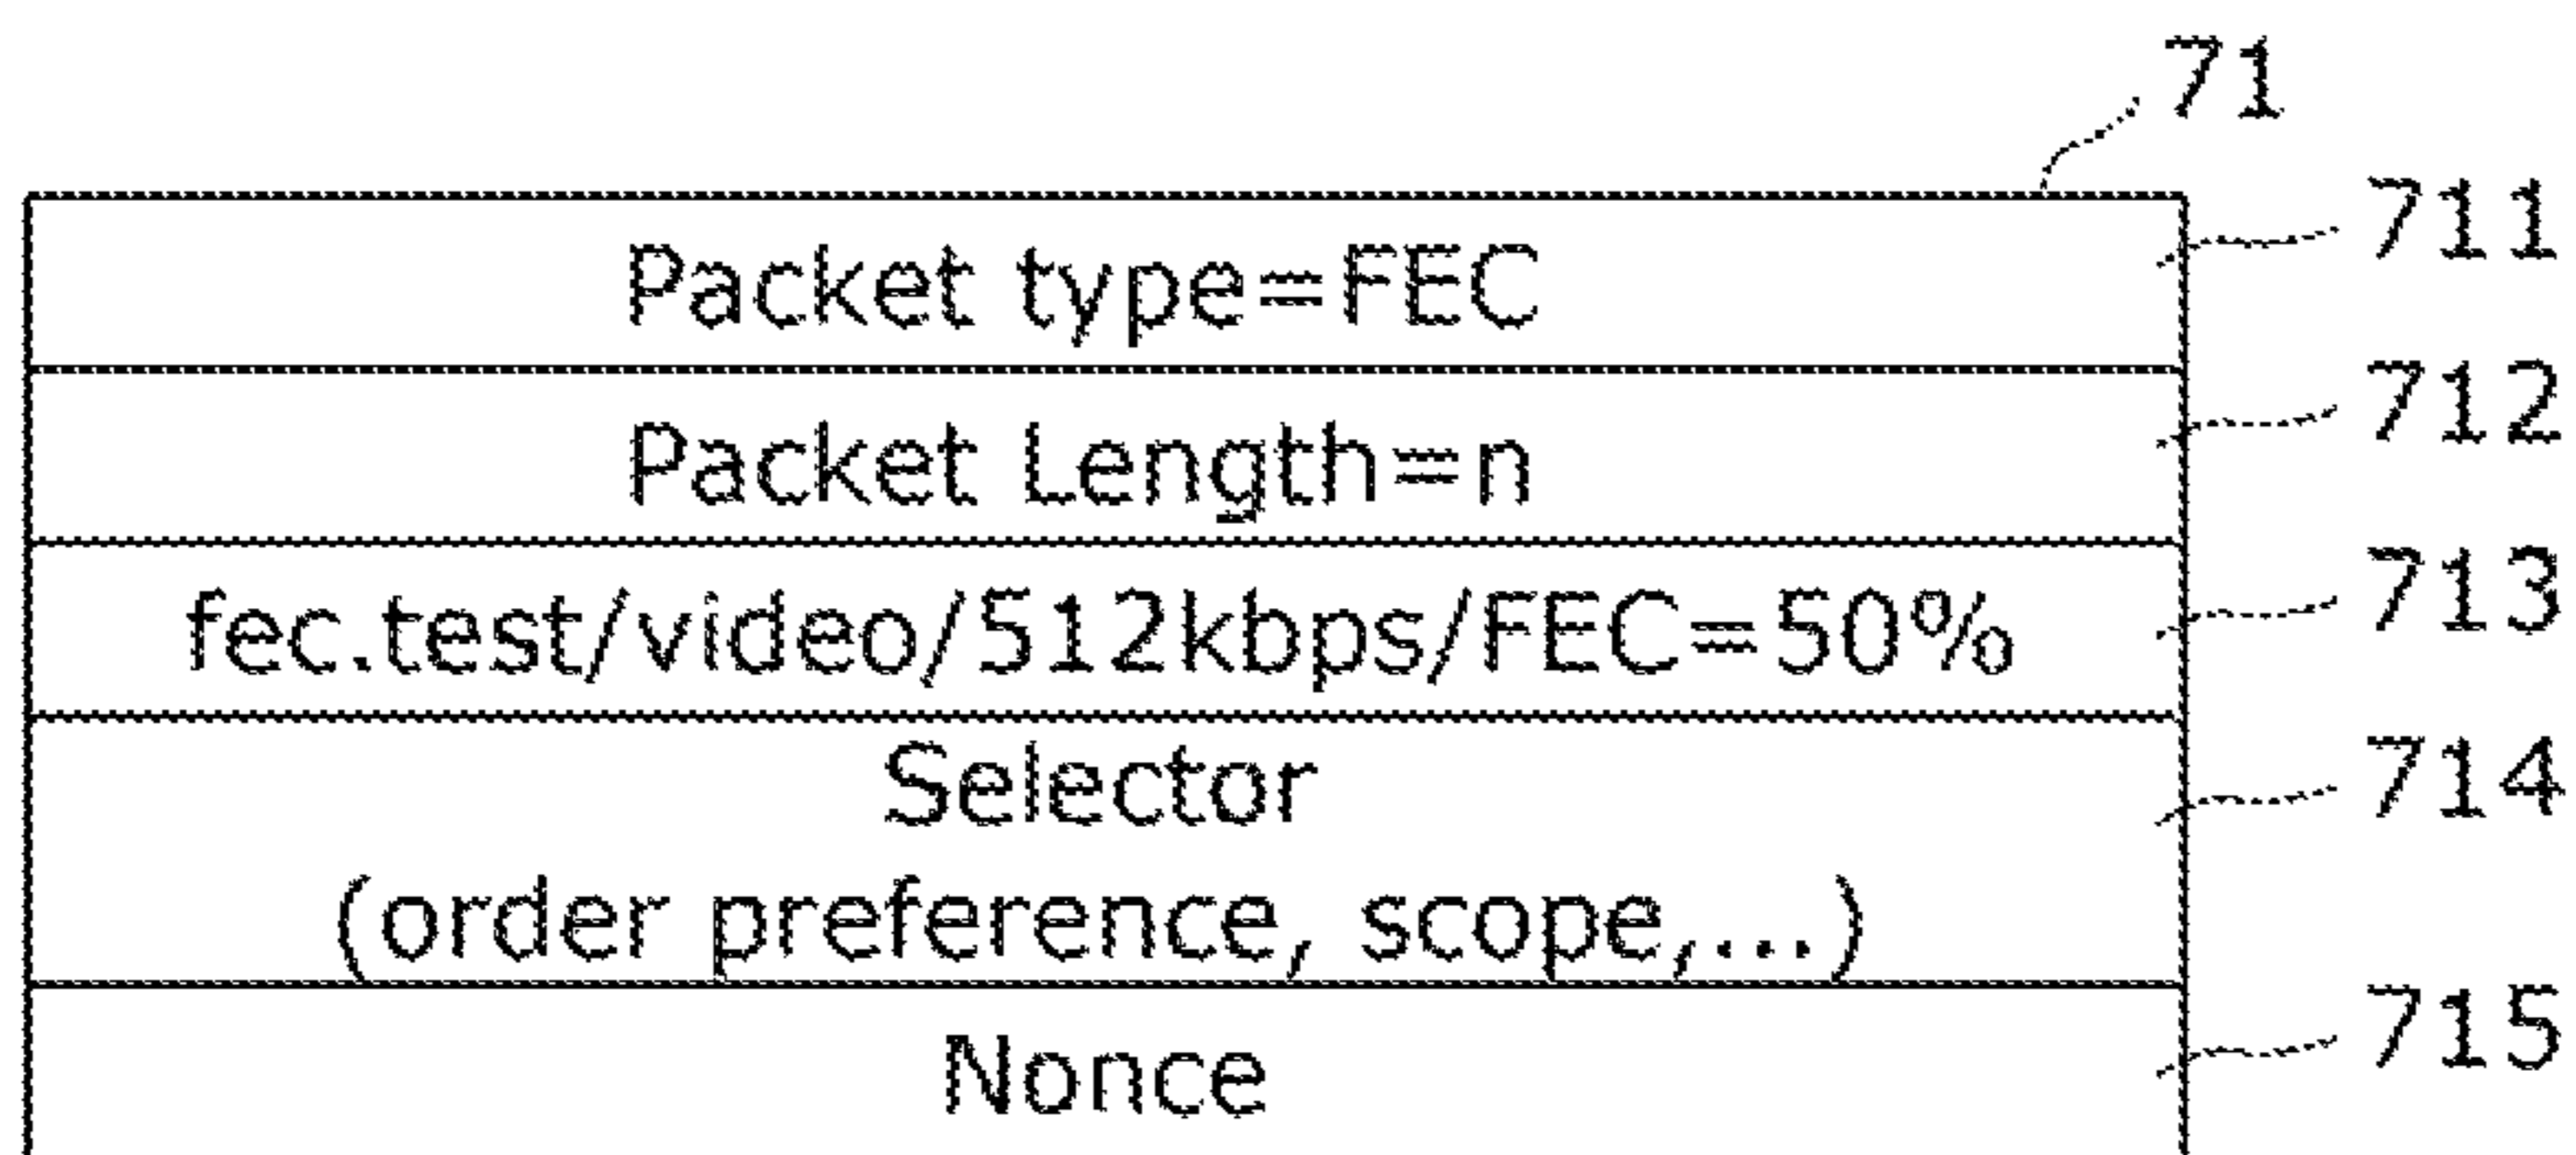 71
Packet type=FEC 711
Packet Length=n 712
fec.test/video/512kbps/FEC=50% 713
Selector 714
(order preference, scope,...)
Nonce 715